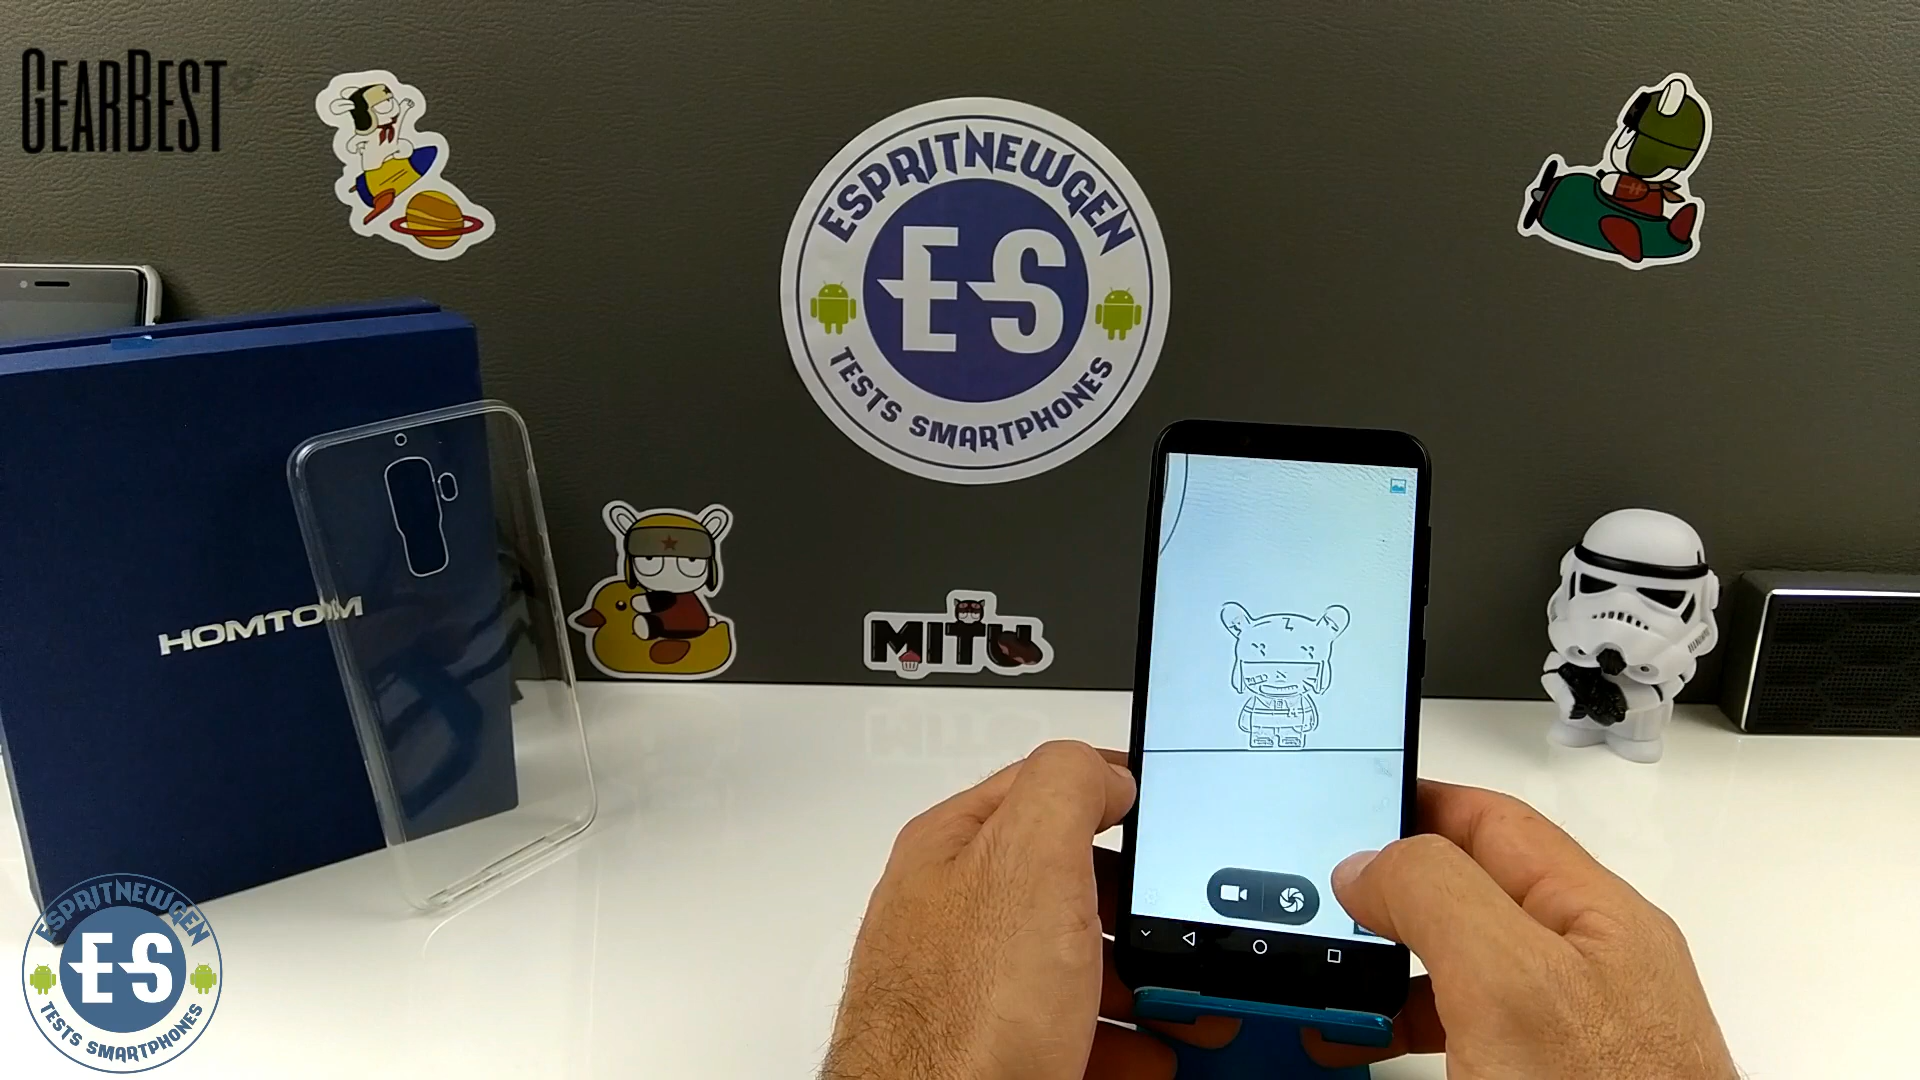 GEARBEST
ESPRITNEWGEN
ES
TESTS SMARTPHONES
HOMTOM
MITU
ESPRITNEWGEN
ES
TESTS SMARTPHONES